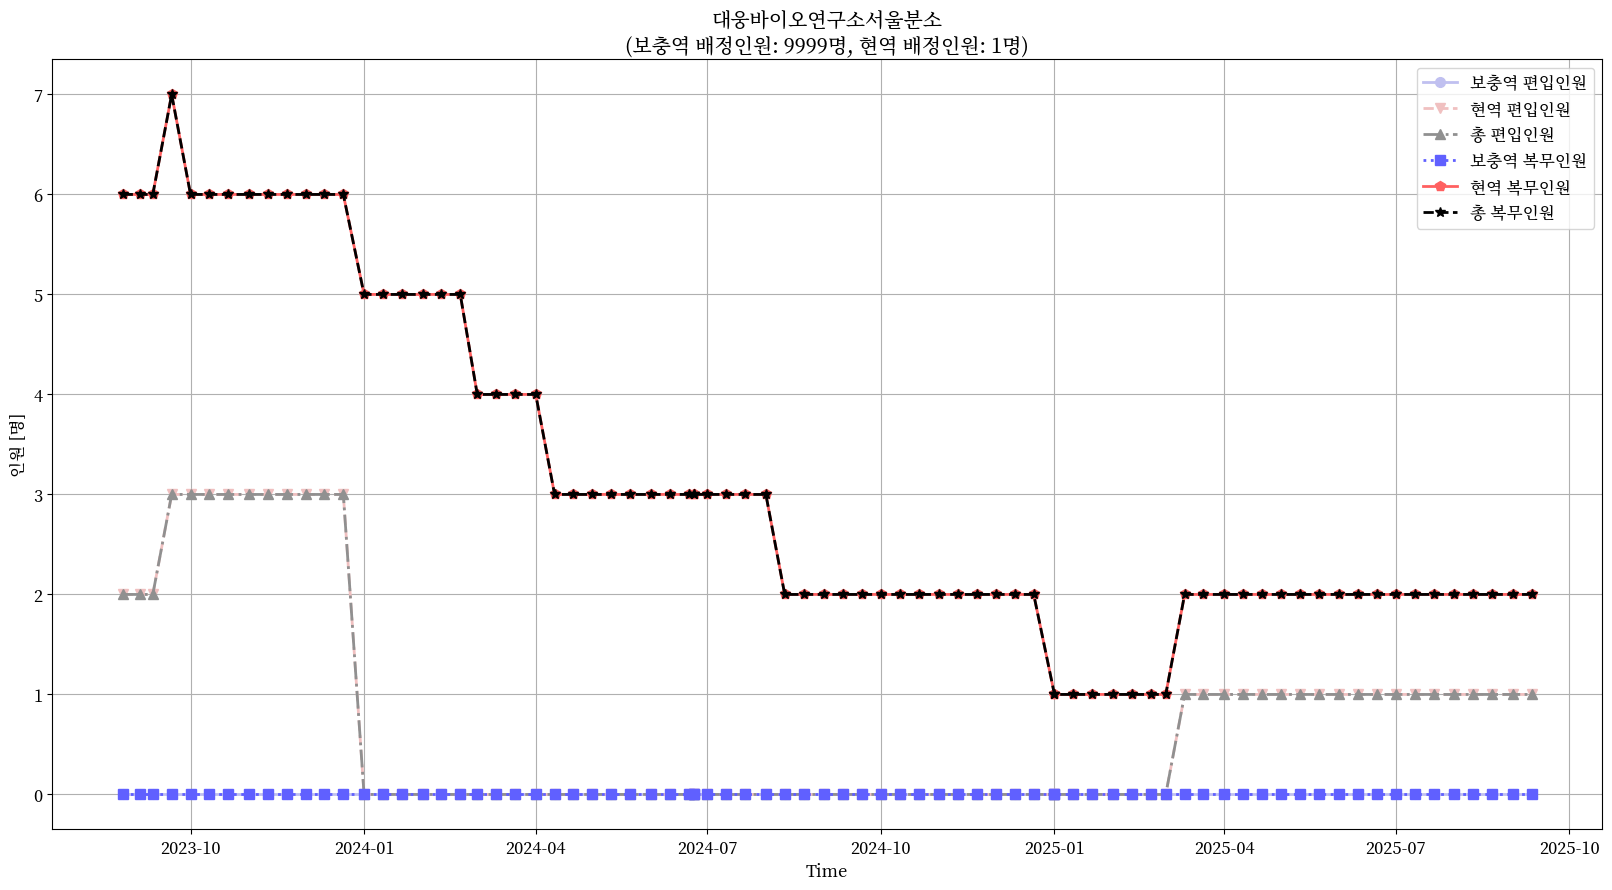 대웅바이오연구소서울분소
(보충역 배정인원: 9999명, 현역 배정인원: 1명)
보충역 편입인원
현역 편입인원
총 편입인원
보충역 복무인원
현역 복무인원
총 복무인원
인원 [명]
7
6
5
4
3
2
1
0
2023-10
2024-01
2024-04
2024-07
2024-10
2025-01
2025-04
2025-07
2025-10
Time